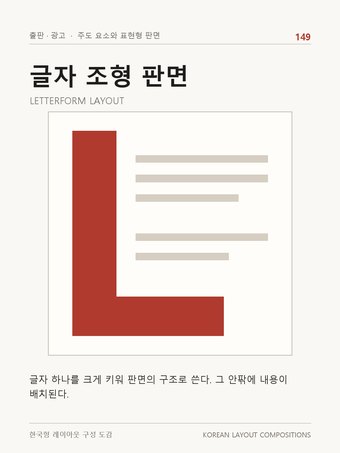 출판 · 광고 · 주도 요소와 표현형 판면
149
글자 조형 판면
LETTERFORM LAYOUT
글자 하나를 크게 키워 판면의 구조로 쓴다. 그 안팎에 내용이
배치된다.
한국형 레이아웃 구성 도감
KOREAN LAYOUT COMPOSITIONS